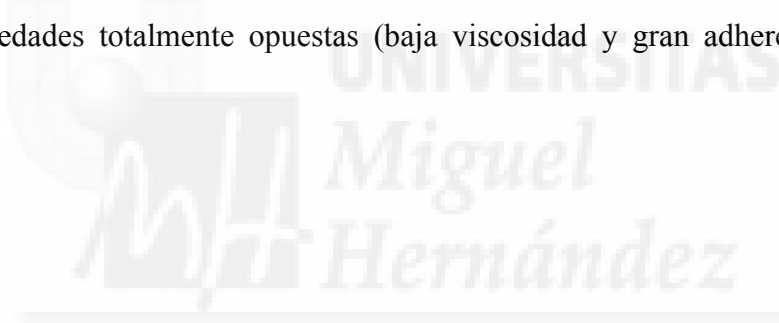 edades totalmente opuestas (baja viscosidad y gran adhere
UNIVERSITAS
Miguel
Hernández